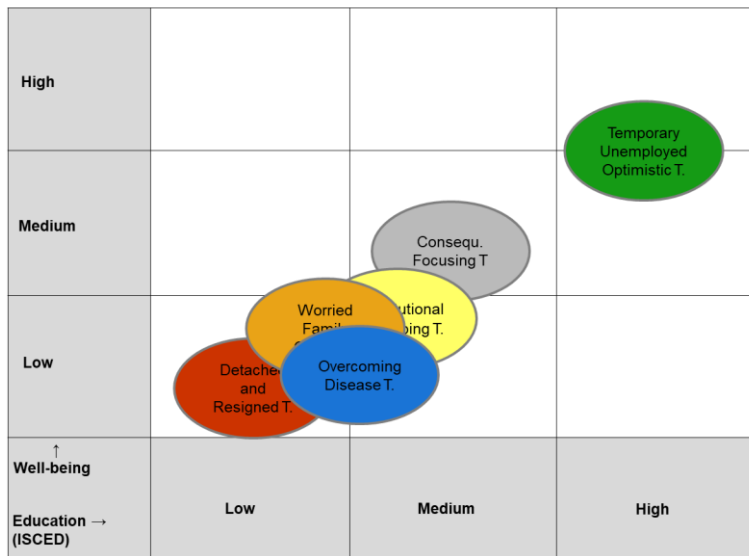 High
Temporary
Unemployed
Optimistic T.
Medium
Consequ.
Focusing T
Worried
Low
Overcoming
Disease T.
and
Resigned T.
↑
Well-being
Education →
(ISCED)
Low
Medium
High